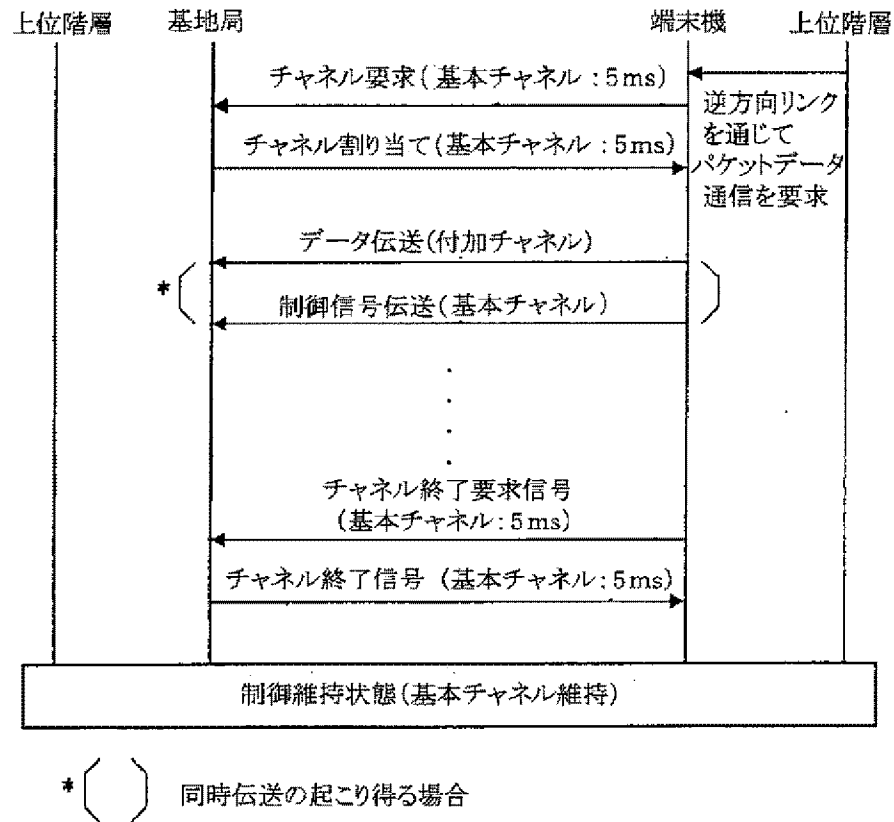 上位階層 基地局 端末機 上位階層
チャネル要求(基本チャネル:5ms)
逆方向リンク
を通じて
パケットデータ
通信を要求
チャネル割り当て(基本チャネル:5ms)
データ伝送(付加チャネル)
*
制御信号伝送(基本チャネル)
チャネル終了要求信号
(基本チャネル:5ms)
チャネル終了信号 (基本チャネル:5ms)
制御維持状態(基本チャネル維持)
*( ) 同時伝送の起こり得る場合